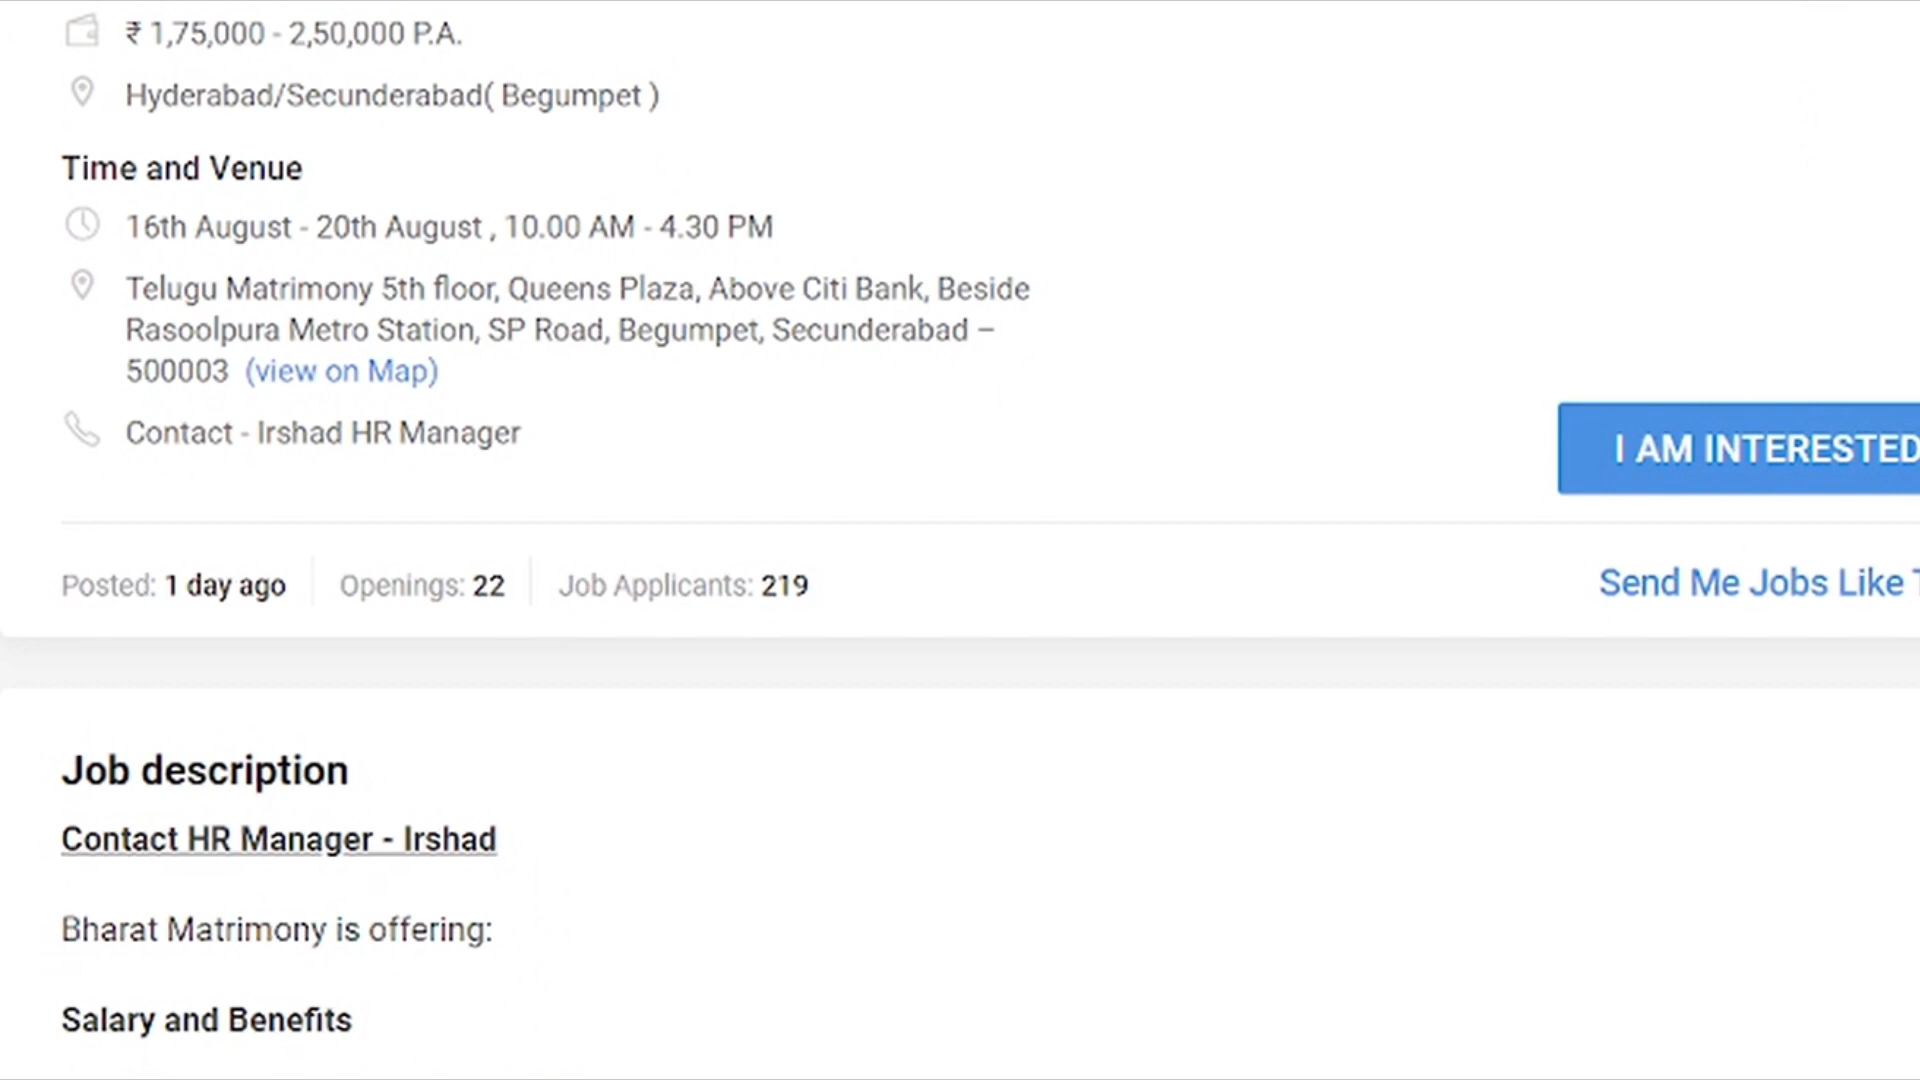 ₹ 1,75,000 - 2,50,000 P.A.
Hyderabad/Secunderabad( Begumpet )
Time and Venue
16th August - 20th August , 10.00 AM - 4.30 PM
Telugu Matrimony 5th floor, Queens Plaza, Above Citi Bank, Beside
Rasoolpura Metro Station, SP Road, Begumpet, Secunderabad –
500003 (view on Map)
Contact - Irshad HR Manager
I AM INTERESTED
Posted: 1 day ago Openings: 22 Job Applicants: 219
Send Me Jobs Like T
Job description
Contact HR Manager - Irshad
Bharat Matrimony is offering:
Salary and Benefits